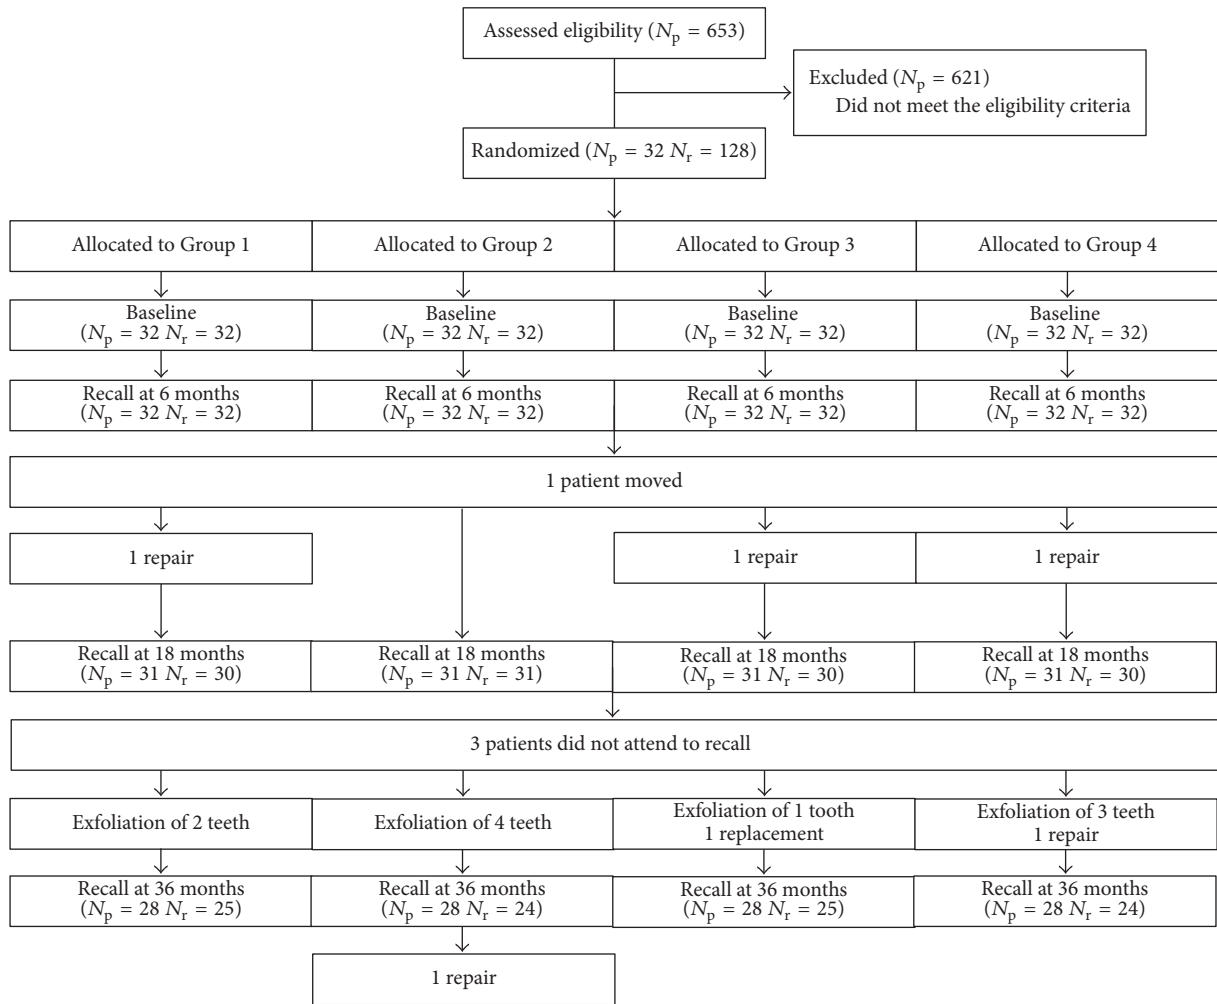 Assessed eligibility (Np = 653)
Excluded (Np = 621)
Did not meet the eligibility criteria
Randomized (Np = 32 Nr = 128)
Allocated to Group 1
Allocated to Group 2
Allocated to Group 3
Allocated to Group 4
Baseline
(Np = 32 Nr = 32)
Baseline
(Np = 32 Nr = 32)
Baseline
(Np = 32 Nr = 32)
Baseline
(Np = 32 Nr = 32)
Recall at 6 months
(Np = 32 Nr = 32)
Recall at 6 months
(Np = 32 Nr = 32)
Recall at 6 months
(Np = 32 Nr = 32)
Recall at 6 months
(Np = 32 Nr = 32)
1 patient moved
1 repair
1 repair
1 repair
Recall at 18 months
(Np = 31 Nr = 30)
Recall at 18 months
(Np = 31 Nr = 31)
Recall at 18 months
(Np = 31 Nr = 30)
Recall at 18 months
(Np = 31 Nr = 30)
3 patients did not attend to recall
Exfoliation of 2 teeth
Exfoliation of 4 teeth
Exfoliation of 1 tooth
1 replacement
Exfoliation of 3 teeth
1 repair
Recall at 36 months
(Np = 28 Nr = 25)
Recall at 36 months
(Np = 28 Nr = 24)
Recall at 36 months
(Np = 28 Nr = 25)
Recall at 36 months
(Np = 28 Nr = 24)
1 repair